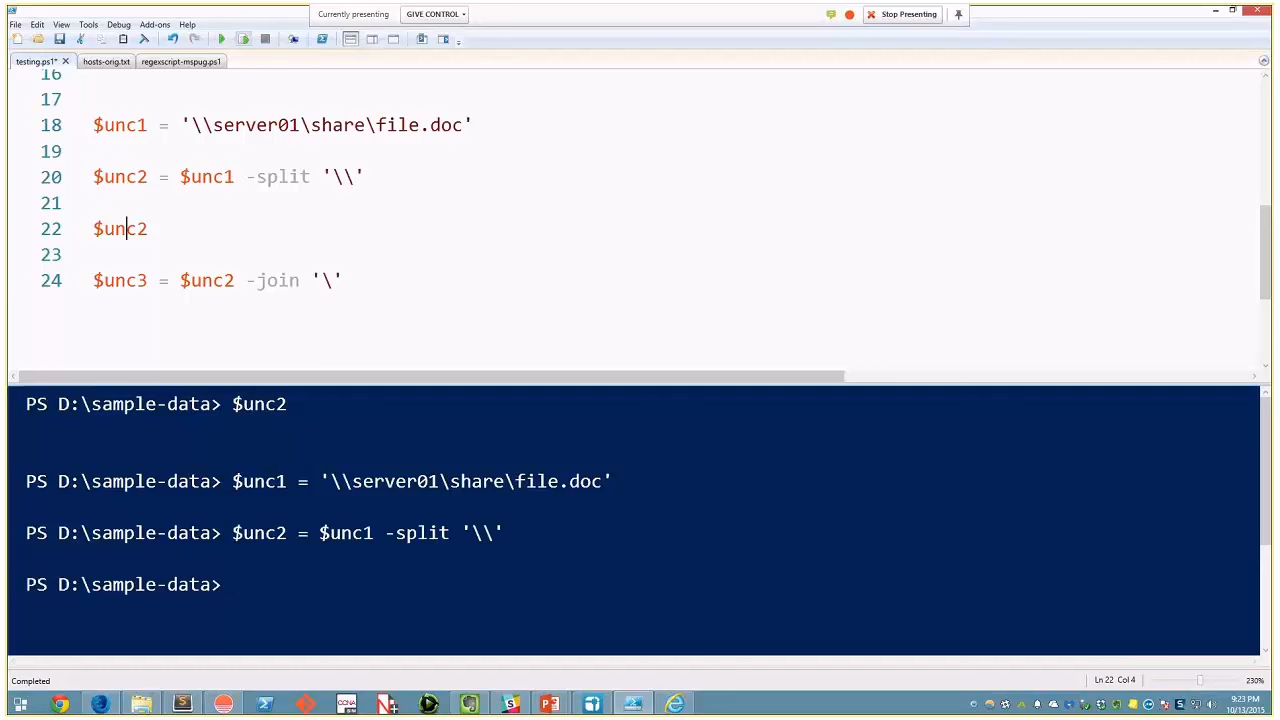 Currently presenting GIVE CONTROL Stop Presenting
File Edit View Tools Debug Add-ons Help
testing.ps1* hosts-orig.txt regexscript-mspug.ps1
16
17
18 $unc1 = '\\server01\share\file.doc'
19
20 $unc2 = $unc1 -split '\\'
21
22 $unc2
23
24 $unc3 = $unc2 -join '\'
PS D:\sample-data> $unc2
PS D:\sample-data> $unc1 = '\\server01\share\file.doc'
PS D:\sample-data> $unc2 = $unc1 -split '\\'
PS D:\sample-data>
Completed Ln 22 Col 4 230%
CCNA
9:23 PM
10/13/2015